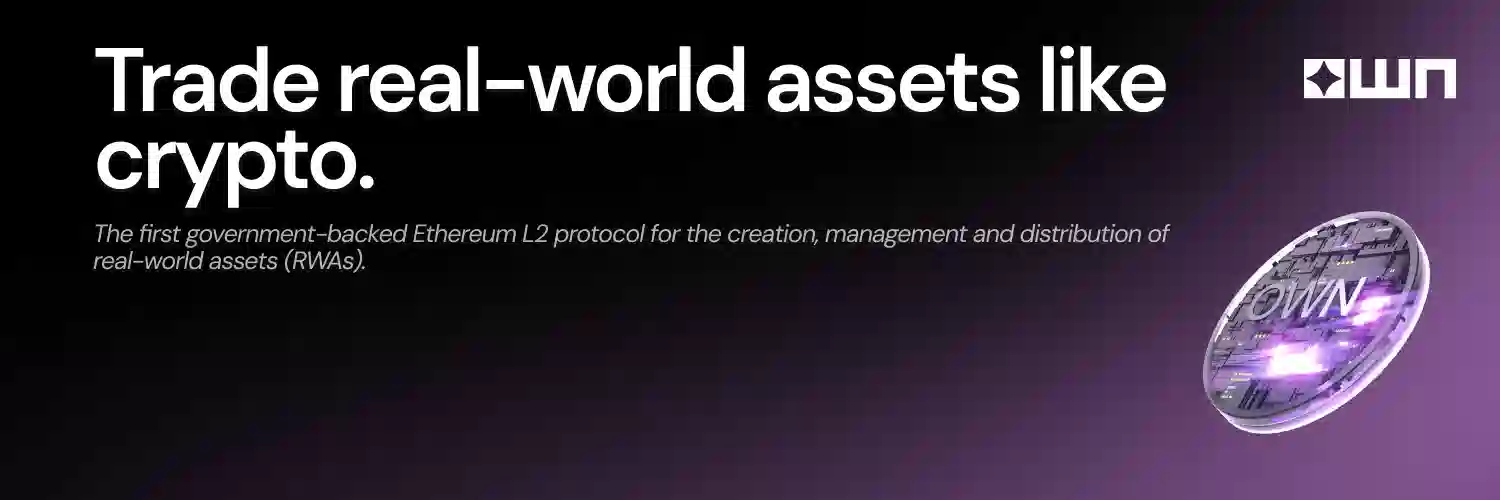 Trade real-world assets like
crypto.
OWN
The first government-backed Ethereum L2 protocol for the creation, management and distribution of
real-world assets (RWAs).
OWN